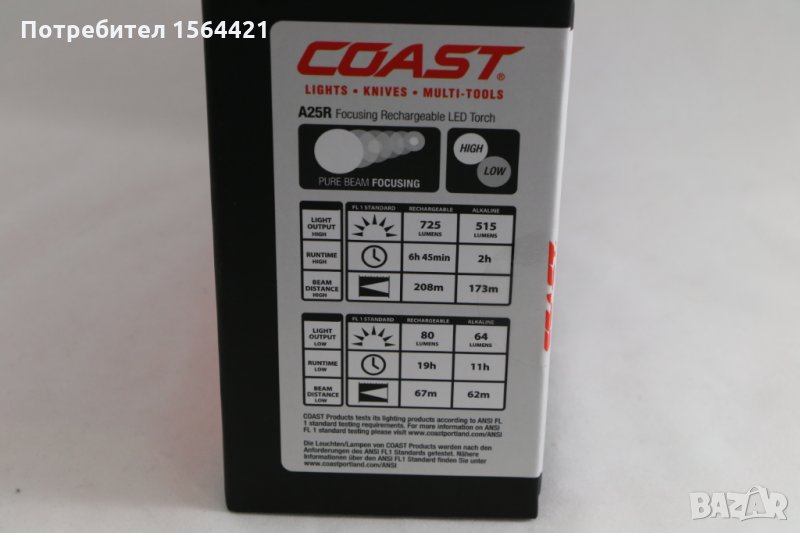 Потребител 1564421
COAST®
LIGHTS • KNIVES • MULTI-TOOLS
A25R Focusing Rechargeable LED Torch
PURE BEAM FOCUSING
HIGH
LOW
FL 1 STANDARD RECHARGEABLE ALKALINE
LIGHT OUTPUT HIGH 725 LUMENS 515 LUMENS
RUNTIME HIGH 6h 45min 2h
BEAM DISTANCE HIGH 208m 173m
FL 1 STANDARD RECHARGEABLE ALKALINE
LIGHT OUTPUT LOW 80 LUMENS 64 LUMENS
RUNTIME LOW 19h 11h
BEAM DISTANCE LOW 67m 62m
COAST Products tests its lighting products according to ANSI FL
1 standard testing requirements. For more information on ANSI
FL 1 standard testing please visit www.coastportland.com/ANSI
Die Leuchten/Lampen von COAST Products werden nach den
Anforderungen des ANSI FL1 Standards getestet. Nähere
Informationen über den ANSI FL1 Standard finden Sie unter
www.coastportland.com/ANSI
COAST
BAZAR